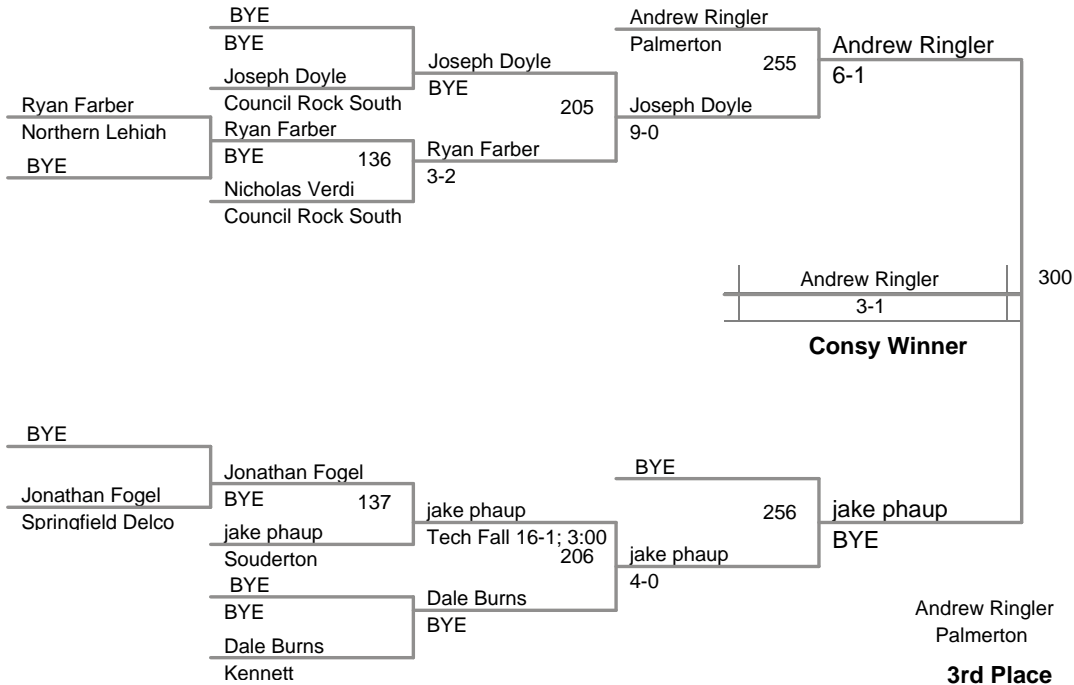 BYE
BYE
Joseph Doyle
Council Rock South
Ryan Farber
Northern Lehigh
BYE
Ryan Farber
BYE
136
Nicholas Verdi
Council Rock South
Joseph Doyle
BYE
205
Ryan Farber
3-2
Andrew Ringler
Palmerton
255
Joseph Doyle
9-0
Andrew Ringler
6-1
Andrew Ringler
3-1
300
Consy Winner
BYE
Jonathan Fogel
Springfield Delco
Jonathan Fogel
BYE
137
jake phaup
Souderton
BYE
BYE
Dale Burns
Kennett
jake phaup
Tech Fall 16-1; 3:00
206
Dale Burns
BYE
BYE
256
jake phaup
4-0
jake phaup
BYE
Andrew Ringler
Palmerton
3rd Place